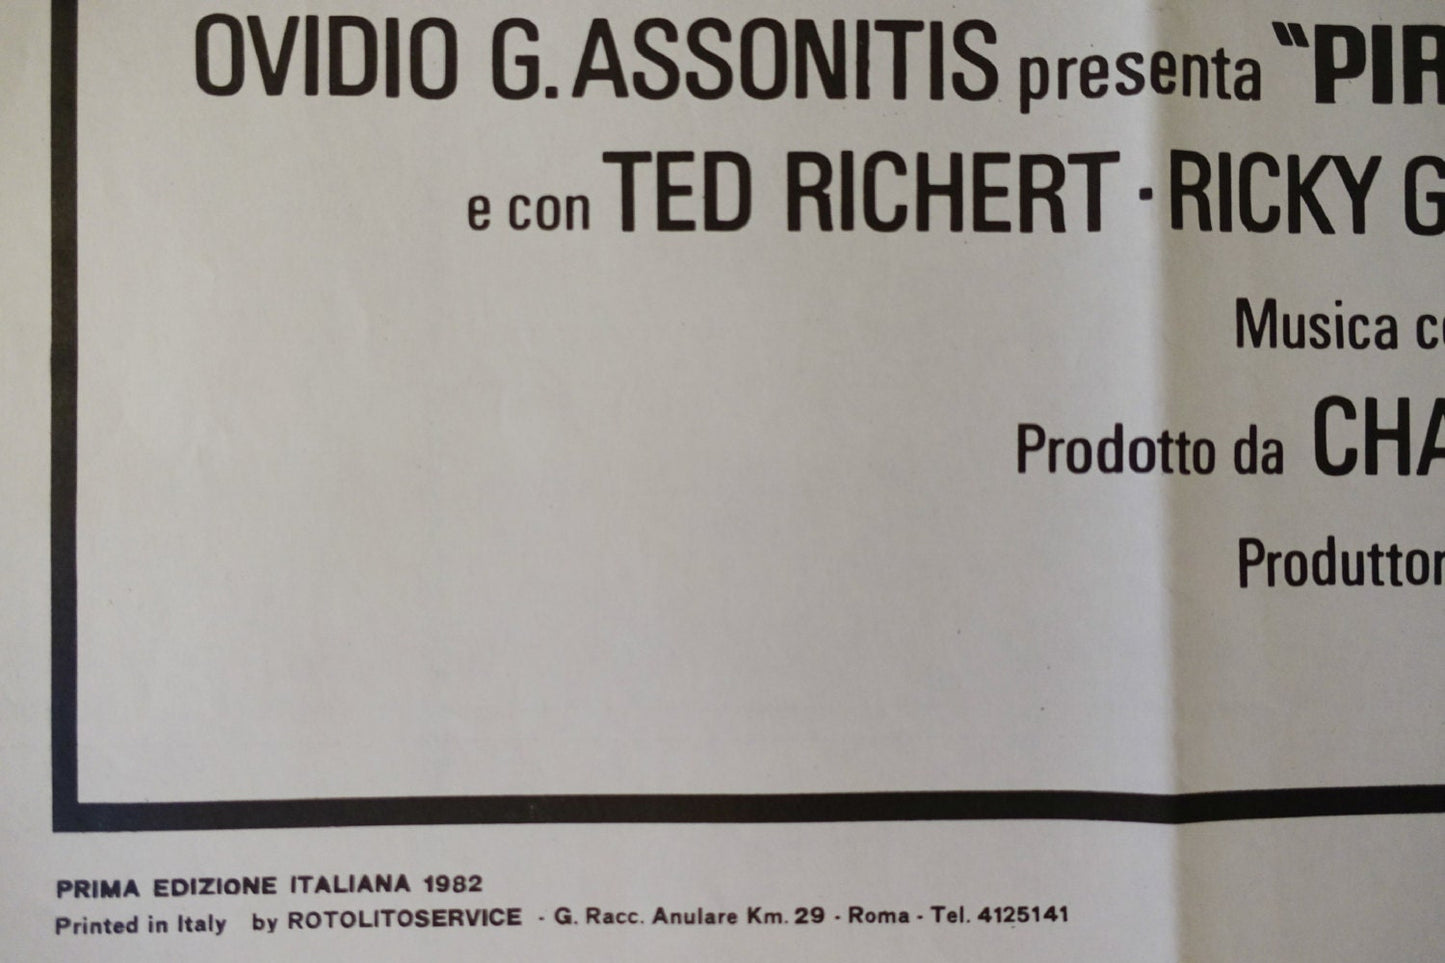 OVIDIO G. ASSONITIS presenta "PIR
e con TED RICHERT · RICKY G
Musica co
Prodotto da CHA
Produttor
PRIMA EDIZIONE ITALIANA 1982
Printed in Italy by ROTOLITOSERVICE - G. Racc. Anulare Km. 29 - Roma - Tel. 4125141